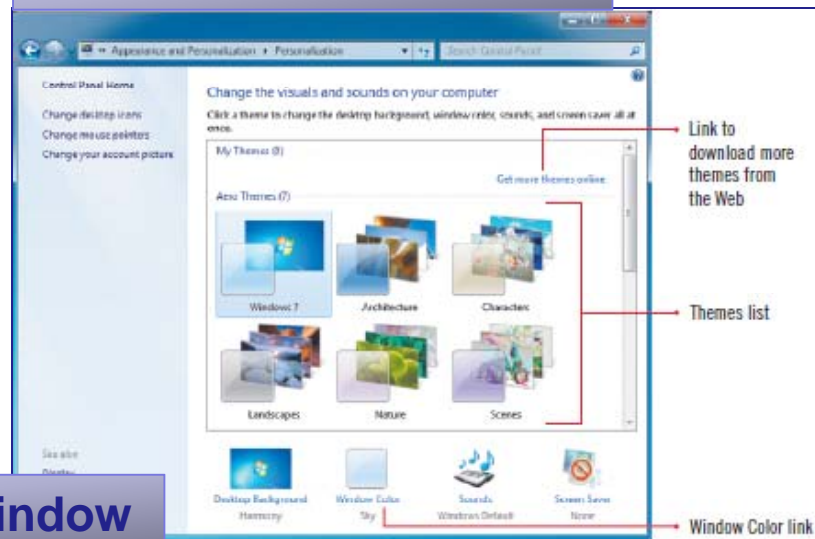 Appearance and Personalization ▸ Personalization
Search Control Panel
Control Panel Home
Change desktop icons
Change mouse pointers
Change your account picture
Change the visuals and sounds on your computer
Click a theme to change the desktop background, window color, sounds, and screen saver all at
once.
My Themes (0)
Get more themes online
Aero Themes (7)
Windows 7
Architecture
Characters
Landscapes
Nature
Scenes
See also
Display
Desktop Background
Harmony
Window Color
Sky
Sounds
Windows Default
Screen Saver
None
Link to
download more
themes from
the Web
Themes list
Window Color link
indow